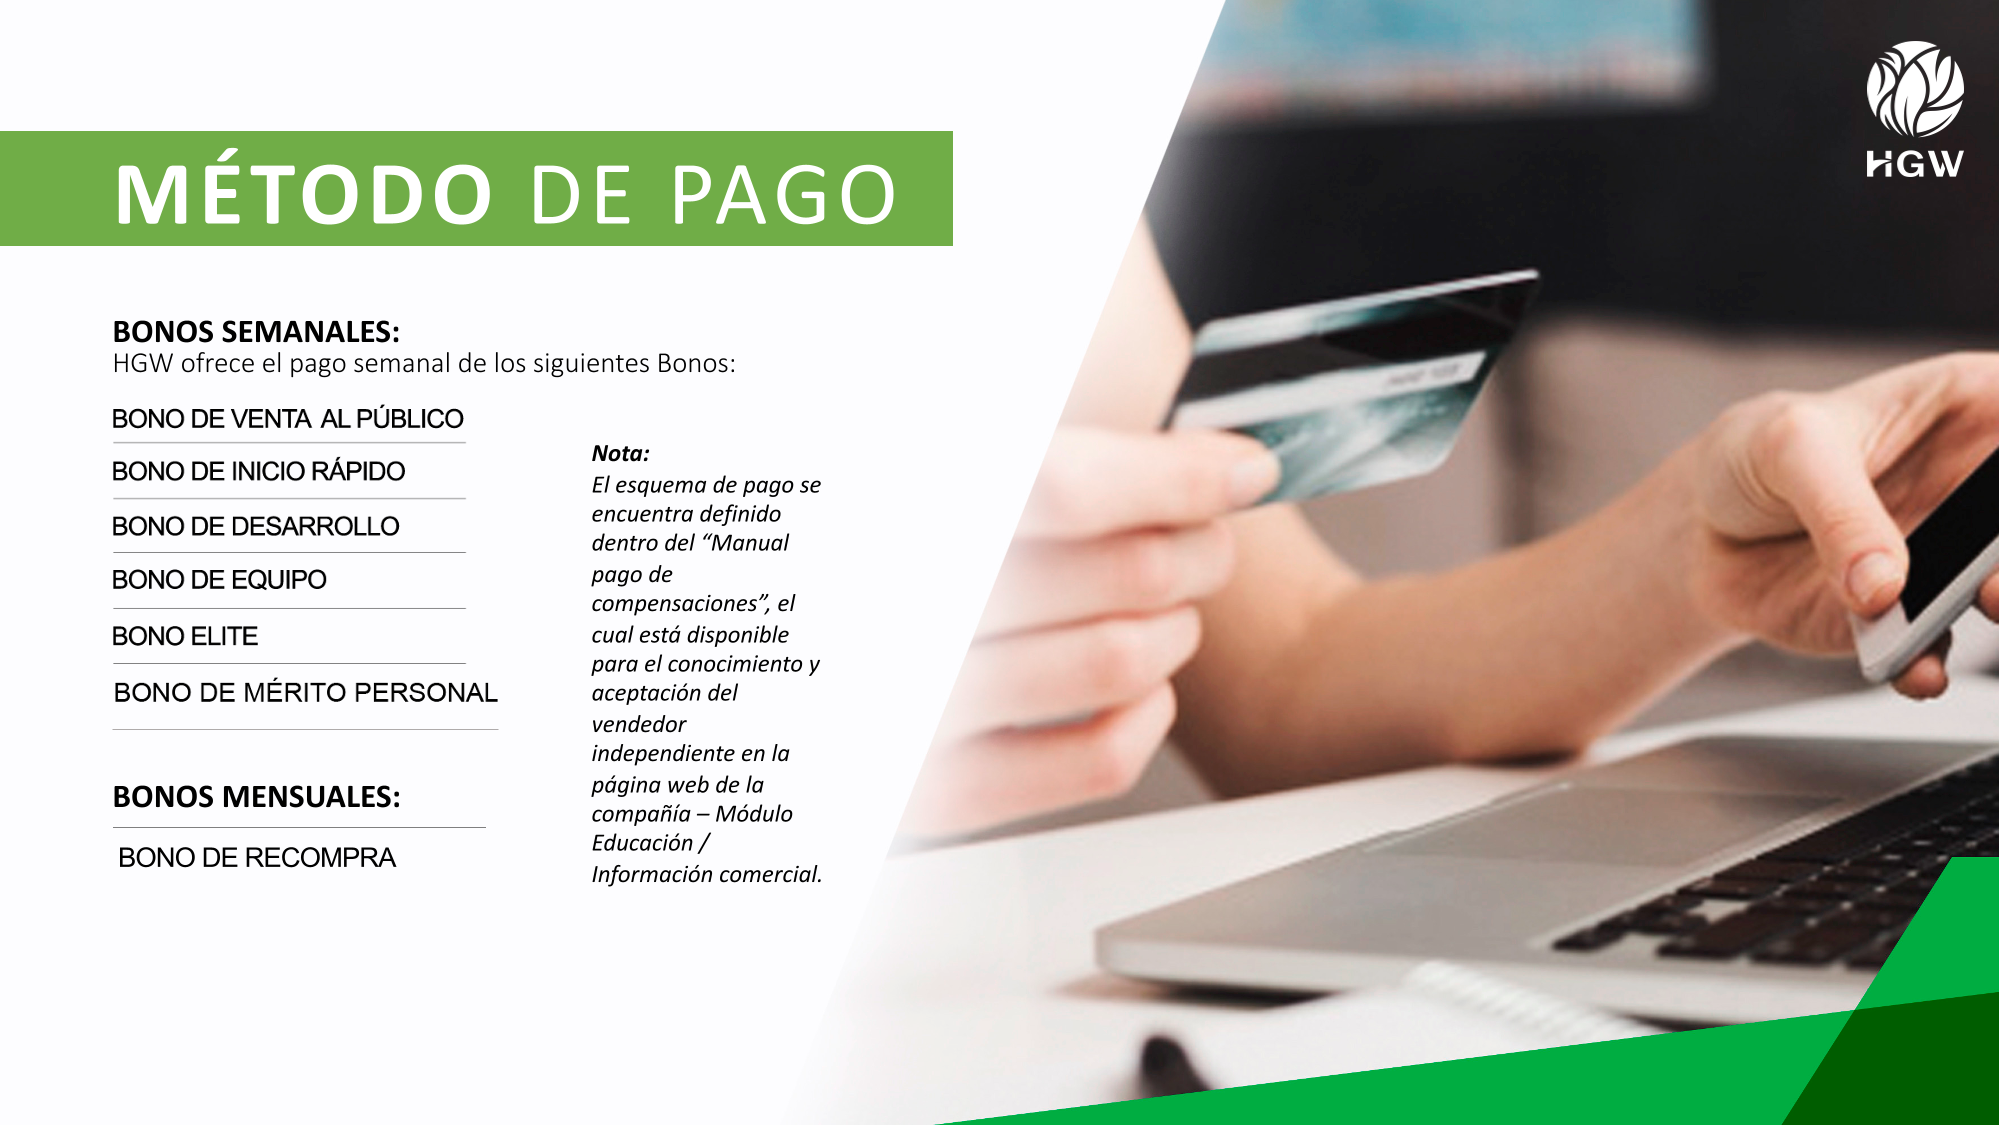 MÉTODO DE PAGO
HGW
BONOS SEMANALES:
HGW ofrece el pago semanal de los siguientes Bonos:
BONO DE VENTA AL PÚBLICO
BONO DE INICIO RÁPIDO
BONO DE DESARROLLO
BONO DE EQUIPO
BONO ELITE
BONO DE MÉRITO PERSONAL
BONOS MENSUALES:
BONO DE RECOMPRA
Nota:
El esquema de pago se
encuentra definido
dentro del “Manual
pago de
compensaciones”, el
cual está disponible
para el conocimiento y
aceptación del
vendedor
independiente en la
página web de la
compañía – Módulo
Educación /
Información comercial.